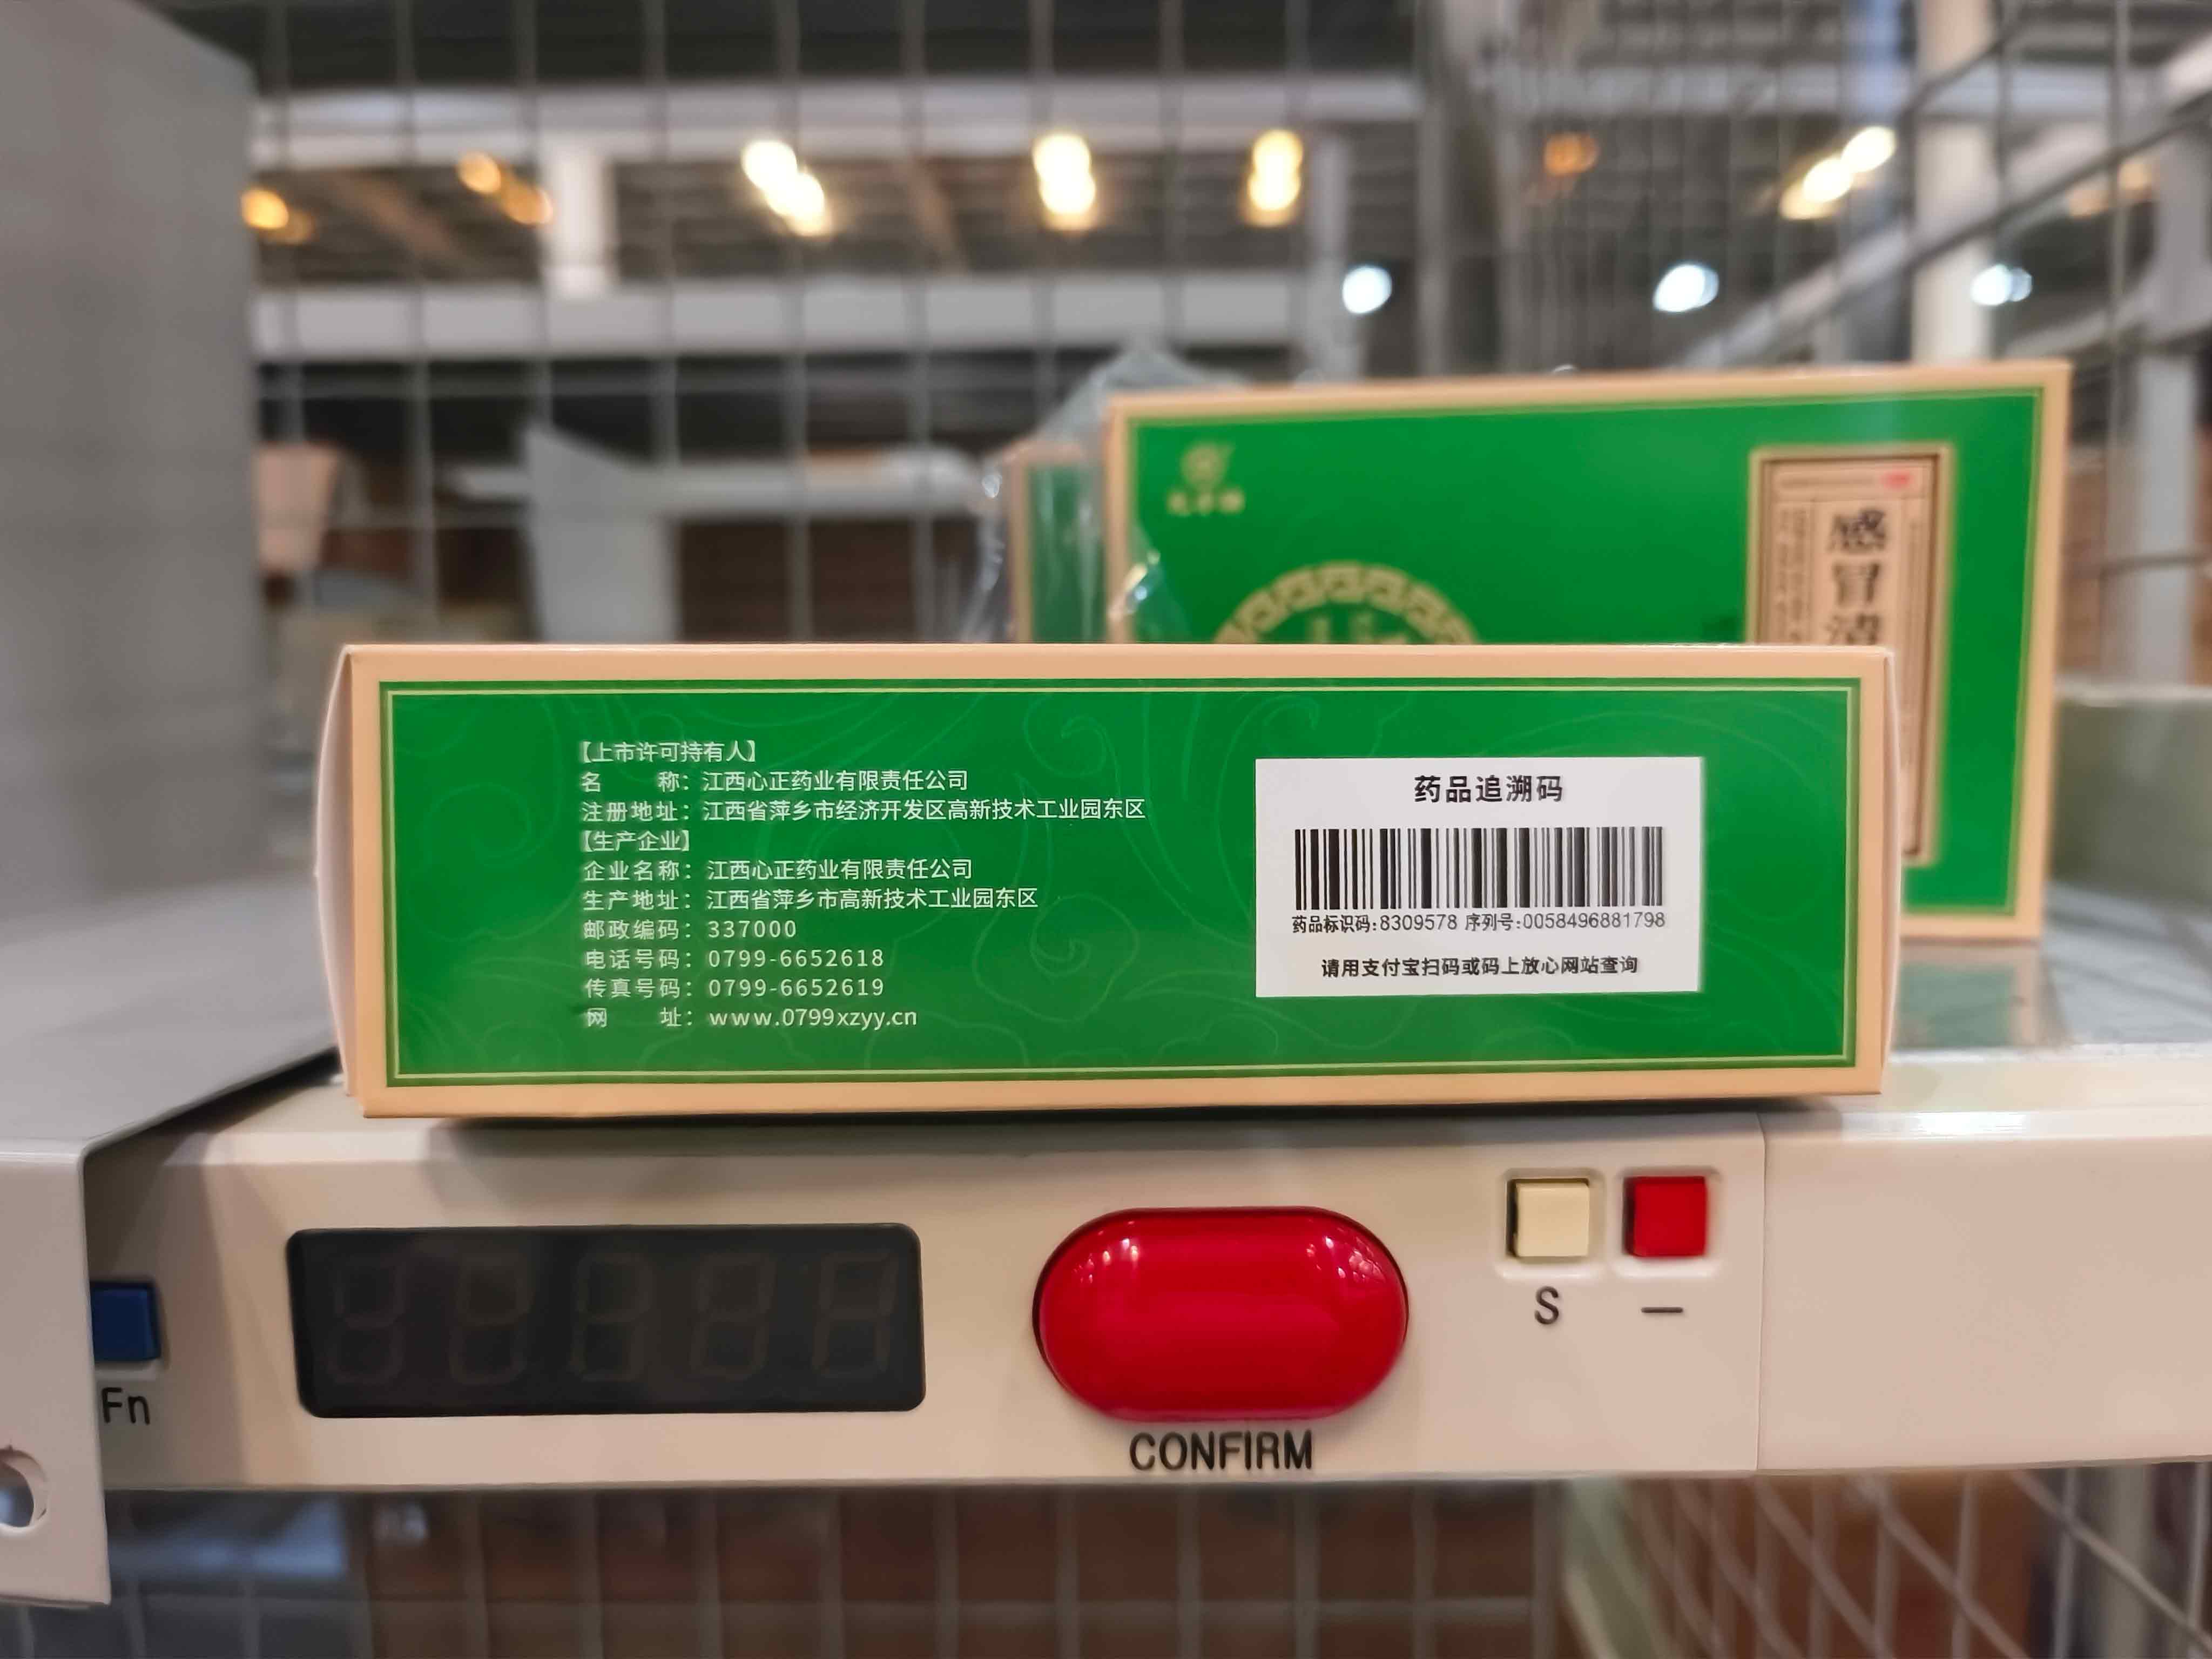 感冒清
【上市许可持有人】
名 称：江西心正药业有限责任公司
注册地址：江西省萍乡市经济开发区高新技术工业园东区
【生产企业】
企业名称：江西心正药业有限责任公司
生产地址：江西省萍乡市高新技术工业园东区
邮政编码：337000
电话号码：0799-6652618
传真号码：0799-6652619
网 址：www.0799xzyy.cn
药品追溯码
药品标识码:8309578 序列号:0058496881798
请用支付宝扫码或码上放心网站查询
Fn
CONFIRM
S
—